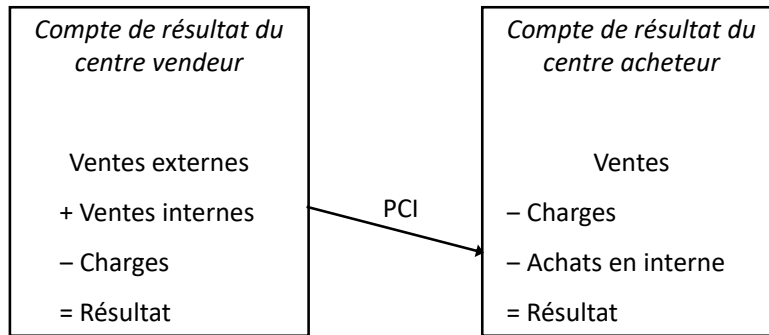 Compte de résultat du
centre vendeur
Ventes externes
+ Ventes internes
– Charges
= Résultat
PCI
Compte de résultat du
centre acheteur
Ventes
– Charges
– Achats en interne
= Résultat